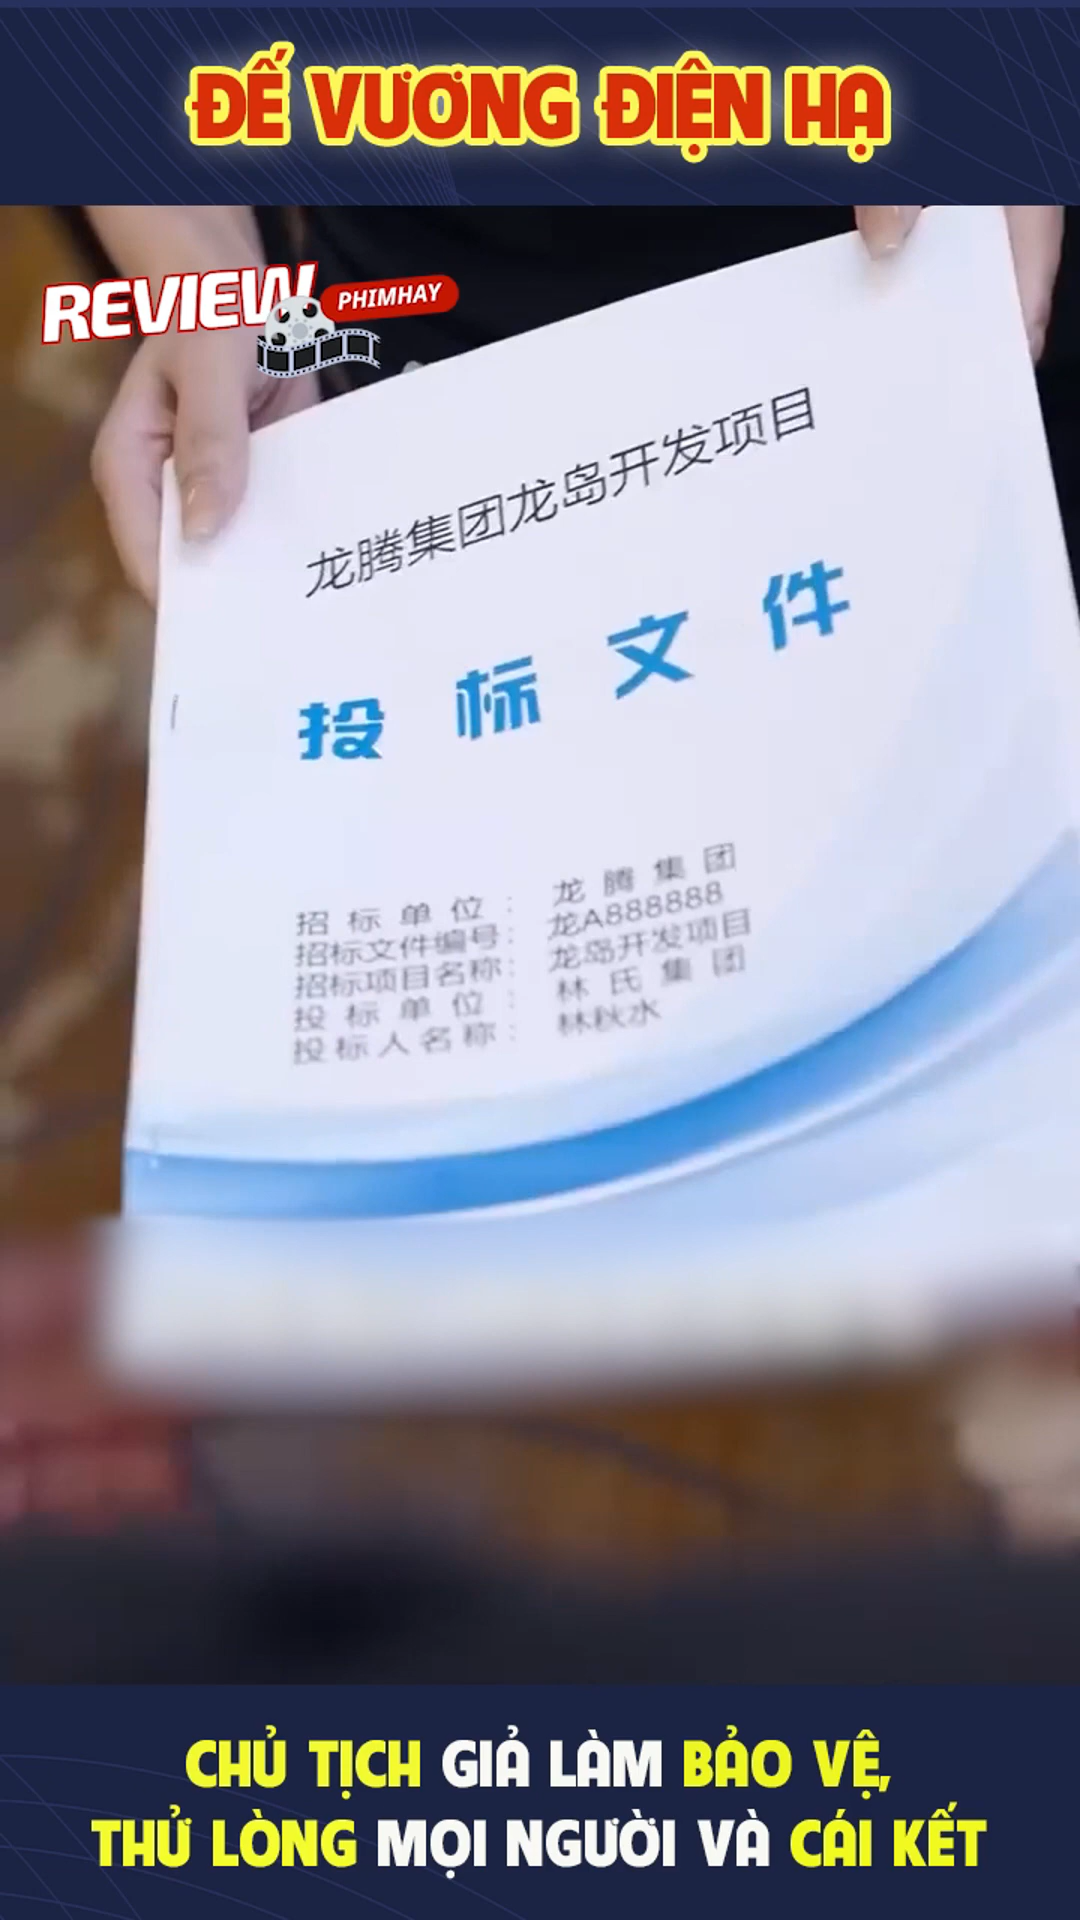 ĐẾ VƯƠNG ĐIỆN HẠ
REVIEW
PHIMHAY
龙腾集团龙岛开发项目
投标文件
招标单位： 龙腾集团
招标文件编号： 龙A888888
招标项目名称： 龙岛开发项目
投标单位： 林氏集团
投标人名称： 林秋水
CHỦ TỊCH GIẢ LÀM BẢO VỆ,
THỬ LÒNG MỌI NGƯỜI VÀ CÁI KẾT